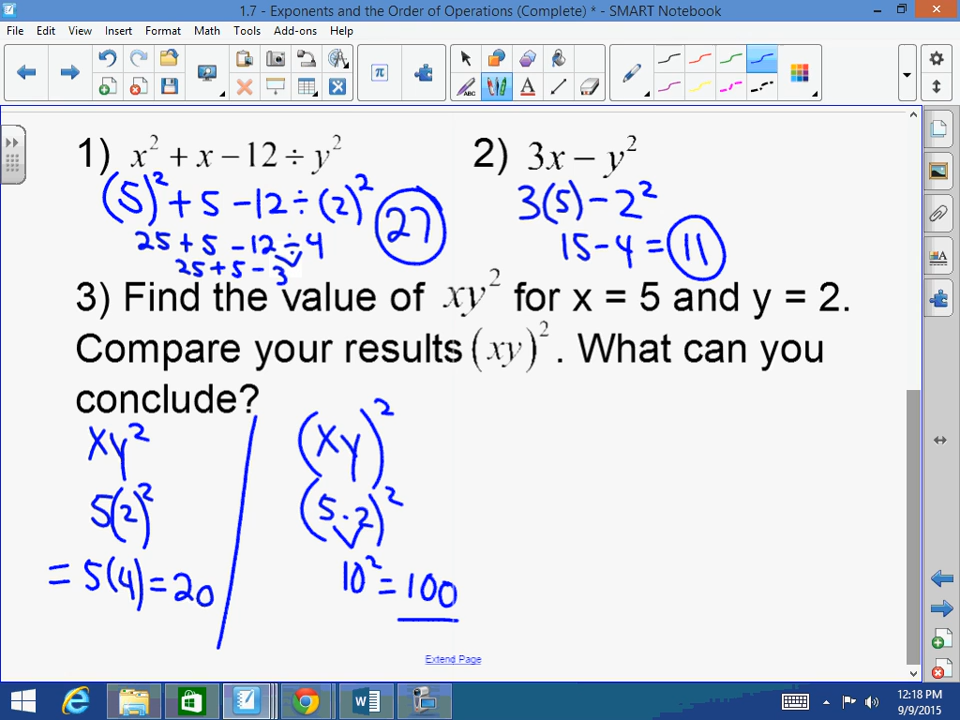 1.7 - Exponents and the Order of Operations (Complete) * - SMART Notebook
File Edit View Insert Format Math Tools Add-ons Help
1) x² + x − 12 ÷ y²
(5)² + 5 − 12 ÷ (2)²
25 + 5 − 12 ÷ 4
25 + 5 − 3
27
2) 3x − y²
3(5) − 2²
15 − 4 = 11
3) Find the value of xy² for x = 5 and y = 2.
Compare your results (xy)². What can you
conclude?
xy²
5(2)²
= 5(4) = 20
(xy)²
(5·2)²
10² = 100
Extend Page
12:18 PM
9/9/2015